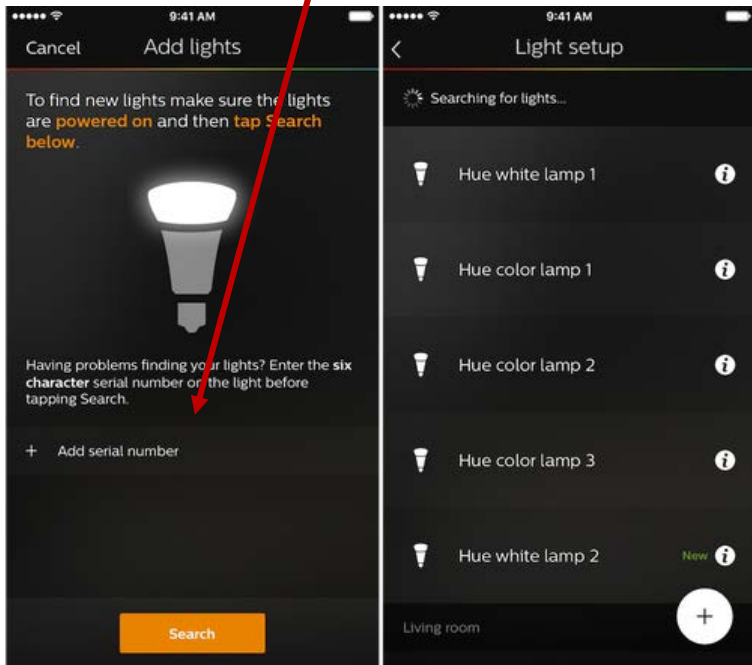 9:41 AM
Cancel Add lights
To find new lights make sure the lights
are powered on and then tap Search
below.
Having problems finding your lights? Enter the six
character serial number on the light before
tapping Search.
+ Add serial number
Search
9:41 AM
< Light setup
Searching for lights...
Hue white lamp 1 i
Hue color lamp 1 i
Hue color lamp 2 i
Hue color lamp 3 i
Hue white lamp 2 New i
Living room +